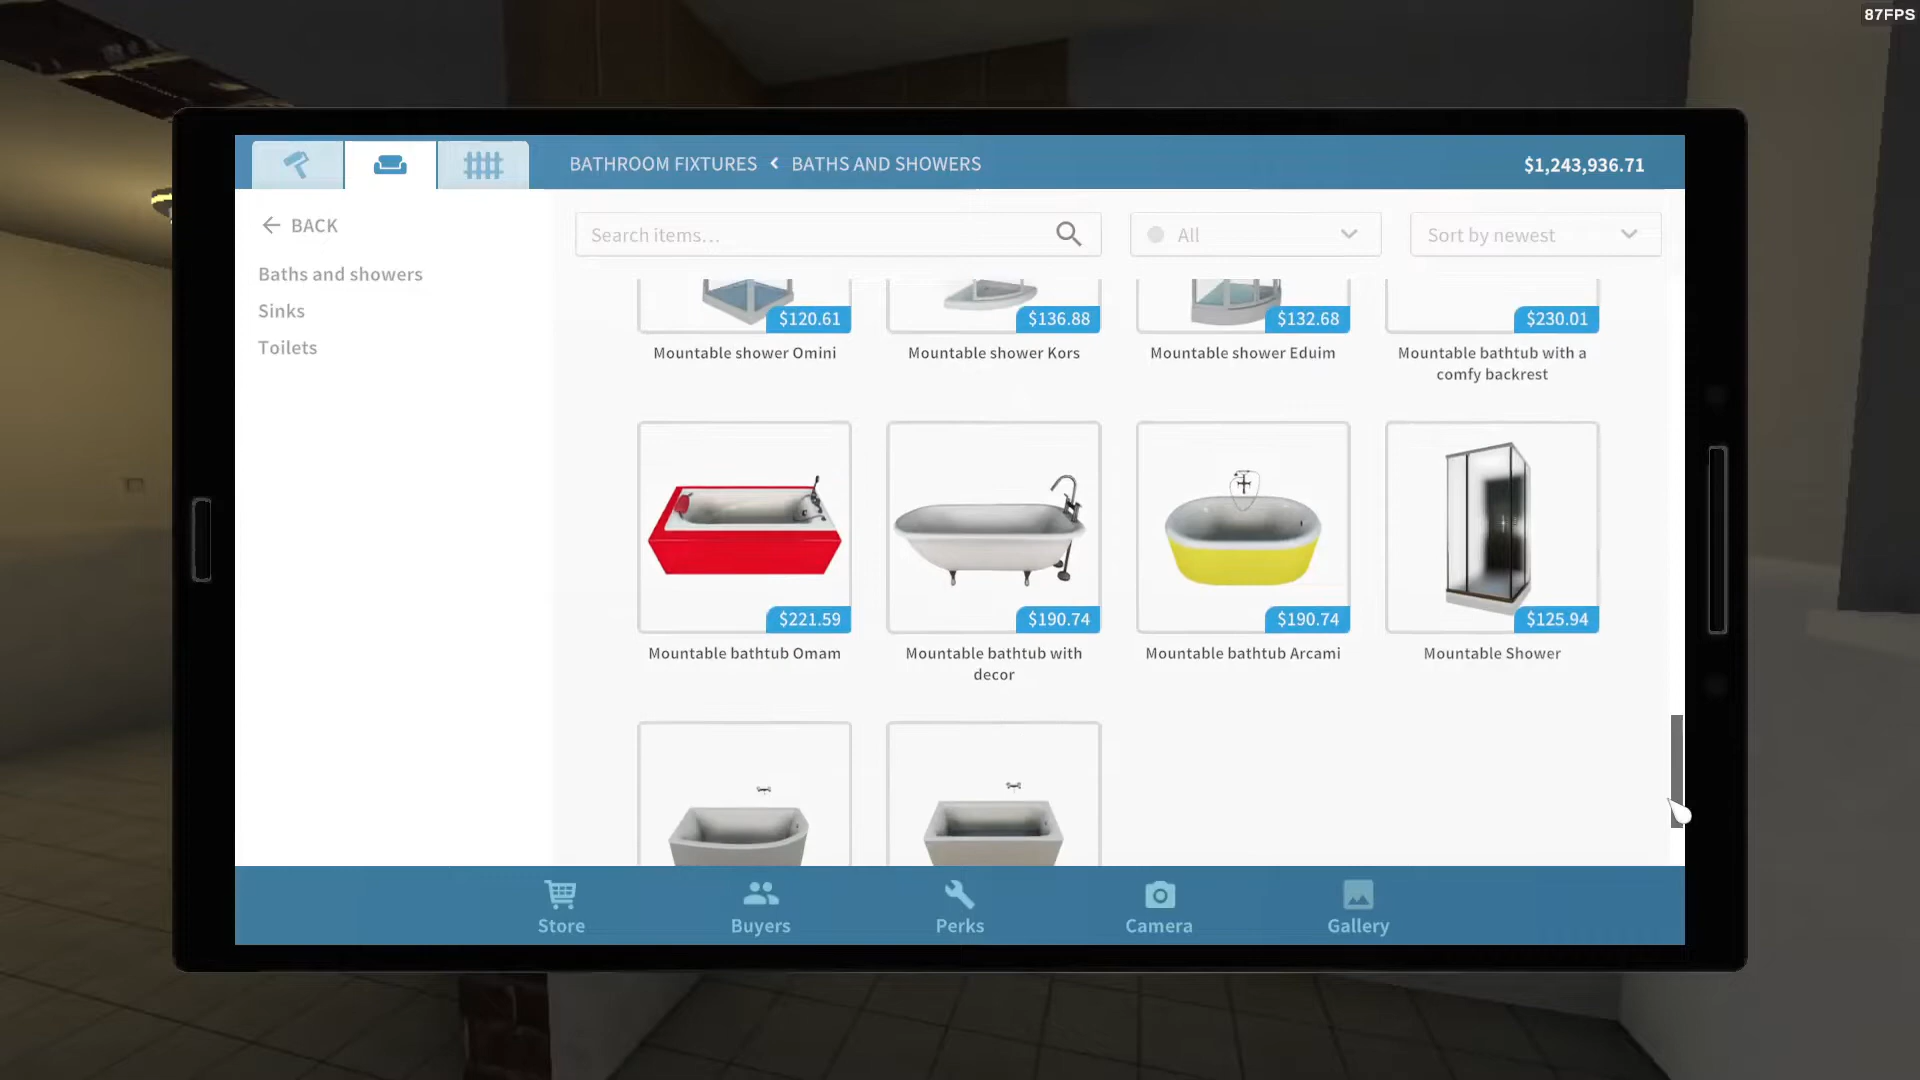 87FPS
BATHROOM FIXTURES < BATHS AND SHOWERS
$1,243,936.71
BACK
Search items...
All
Sort by newest
Baths and showers
Sinks
Toilets
$120.61
$136.88
$132.68
$230.01
Mountable shower Omini
Mountable shower Kors
Mountable shower Eduim
Mountable bathtub with a
comfy backrest
$221.59
$190.74
$190.74
$125.94
Mountable bathtub Omam
Mountable bathtub with
decor
Mountable bathtub Arcami
Mountable Shower
Store
Buyers
Perks
Camera
Gallery